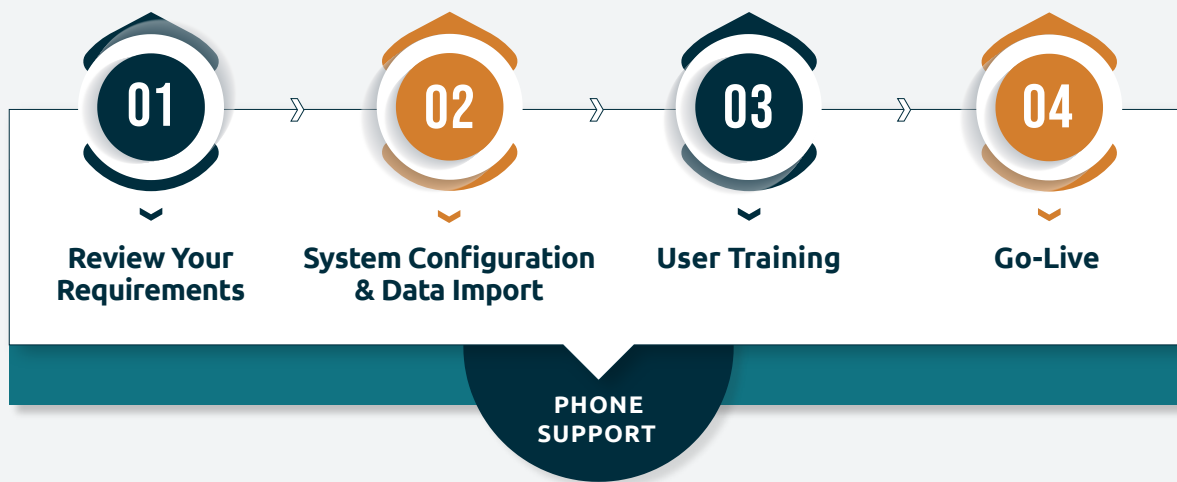 01
02
03
04
Review Your
Requirements
System Configuration
& Data Import
User Training
Go-Live
PHONE
SUPPORT